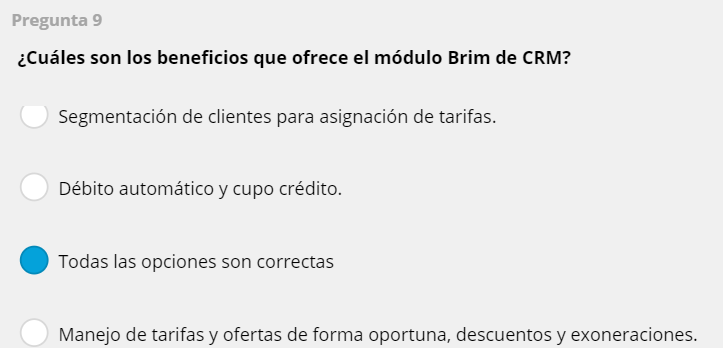 Pregunta 9
¿Cuáles son los beneficios que ofrece el módulo Brim de CRM?
Segmentación de clientes para asignación de tarifas.
Débito automático y cupo crédito.
Todas las opciones son correctas
Manejo de tarifas y ofertas de forma oportuna, descuentos y exoneraciones.